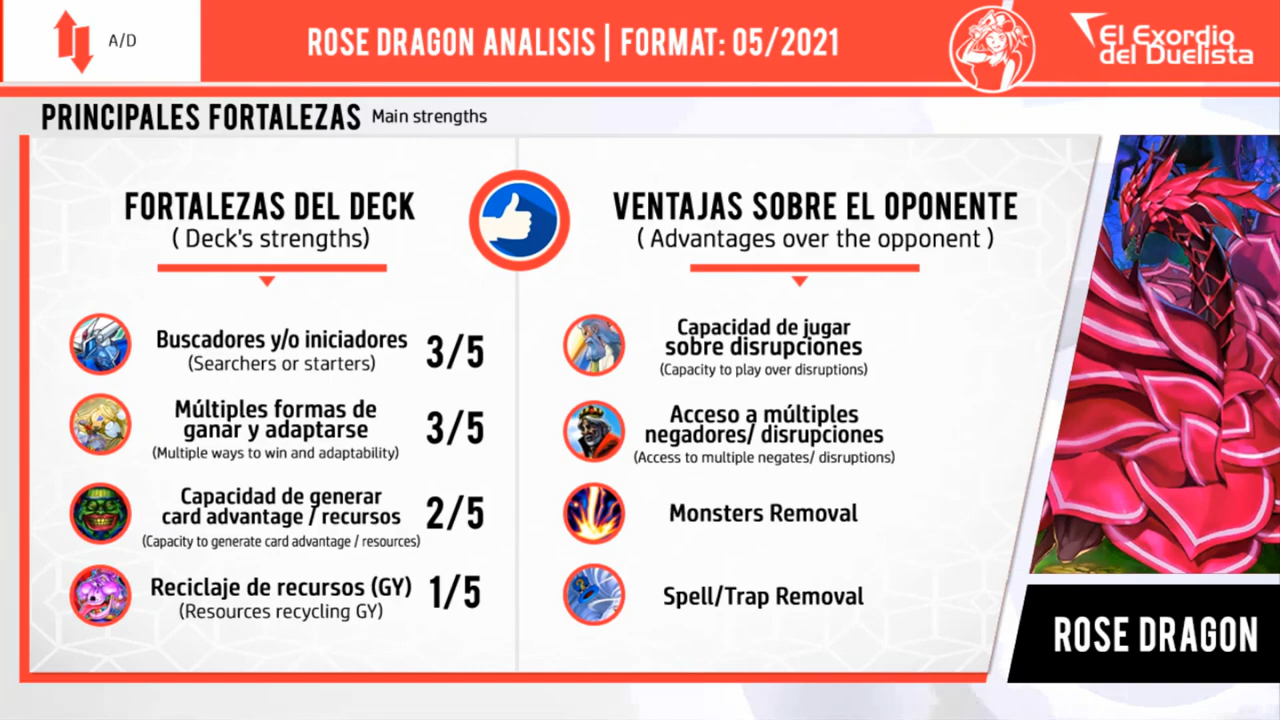 A/D
ROSE DRAGON ANALISIS | FORMAT: 05/2021
El Exordio
del Duelista
PRINCIPALES FORTALEZAS Main strengths
FORTALEZAS DEL DECK
( Deck's strengths)
Buscadores y/o iniciadores
(Searchers or starters)
3/5
Múltiples formas de
ganar y adaptarse
(Multiple ways to win and adaptability)
3/5
Capacidad de generar
card advantage / recursos
(Capacity to generate card advantage / resources)
2/5
Reciclaje de recursos (GY)
(Resources recycling GY)
1/5
VENTAJAS SOBRE EL OPONENTE
( Advantages over the opponent )
Capacidad de jugar
sobre disrupciones
(Capacity to play over disruptions)
Acceso a múltiples
negadores/ disrupciones
(Access to multiple negates/ disruptions)
Monsters Removal
Spell/Trap Removal
ROSE DRAGON